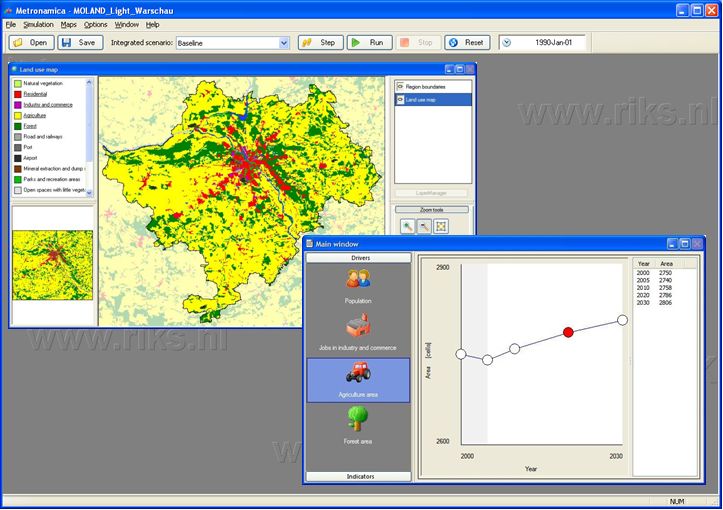 Metronamica - MOLAND_Light_Warschau
File Simulation Maps Options Window Help
Open Save Integrated scenario: Baseline Step Run Stop Reset 1990-Jan-01
Land use map
Natural vegetation
Residential
Industry and commerce
Agriculture
Forest
Road and railways
Port
Airport
Mineral extraction and dump s
Parks and recreation areas
Open spaces with little veget
Region boundaries
Land use map
LayerManager
Zoom tools
www.riks.nl
www.riks.nl
Main window
Drivers
Population
Jobs in industry and commerce
Agriculture area
Forest area
Indicators
2900
Area [cells]
2600
2000 2030
Year
Year Area
2000 2750
2005 2740
2010 2758
2020 2786
2030 2806
NUM